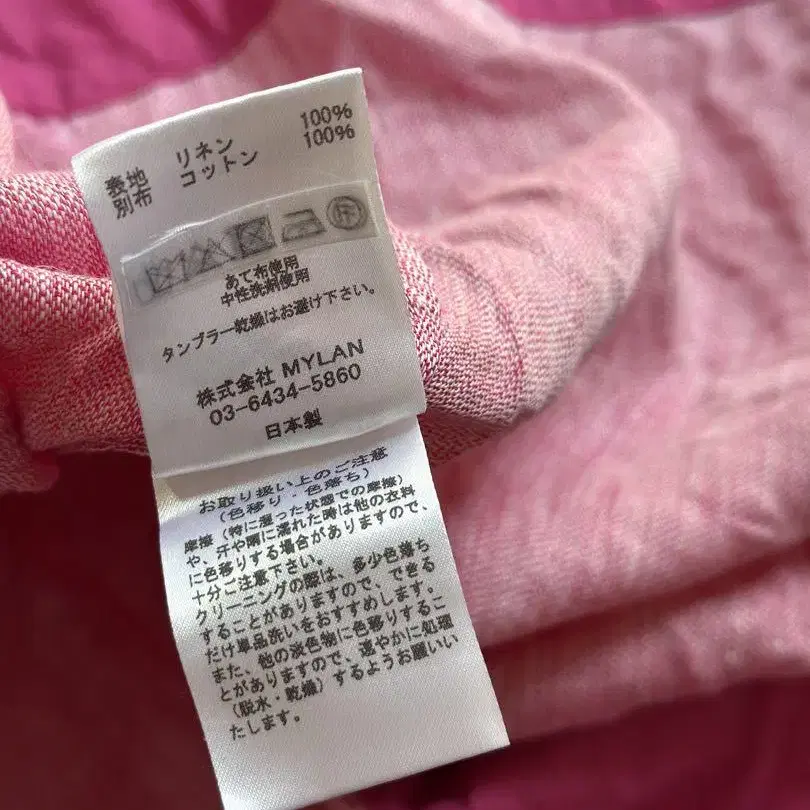 表地 リネン 100%
別布 コットン 100%
あて布使用
中性洗剤使用
タンブラー乾燥はお避け下さい。
株式会社 MYLAN
03-6434-5860
日本製
お取り扱い上のご注意
(色移り・色落ち)
摩擦(特に湿った状態での摩擦)
や、汗や雨に濡れた時は他の衣料
に色移りする場合がありますので、
十分ご注意下さい。
クリーニングの際は、多少色落ち
することがありますので、できる
だけ単品洗いをおすすめします。
また、他の淡色物に色移りするこ
とがありますので、速やかに処理
(脱水・乾燥)するようお願いい
たします。